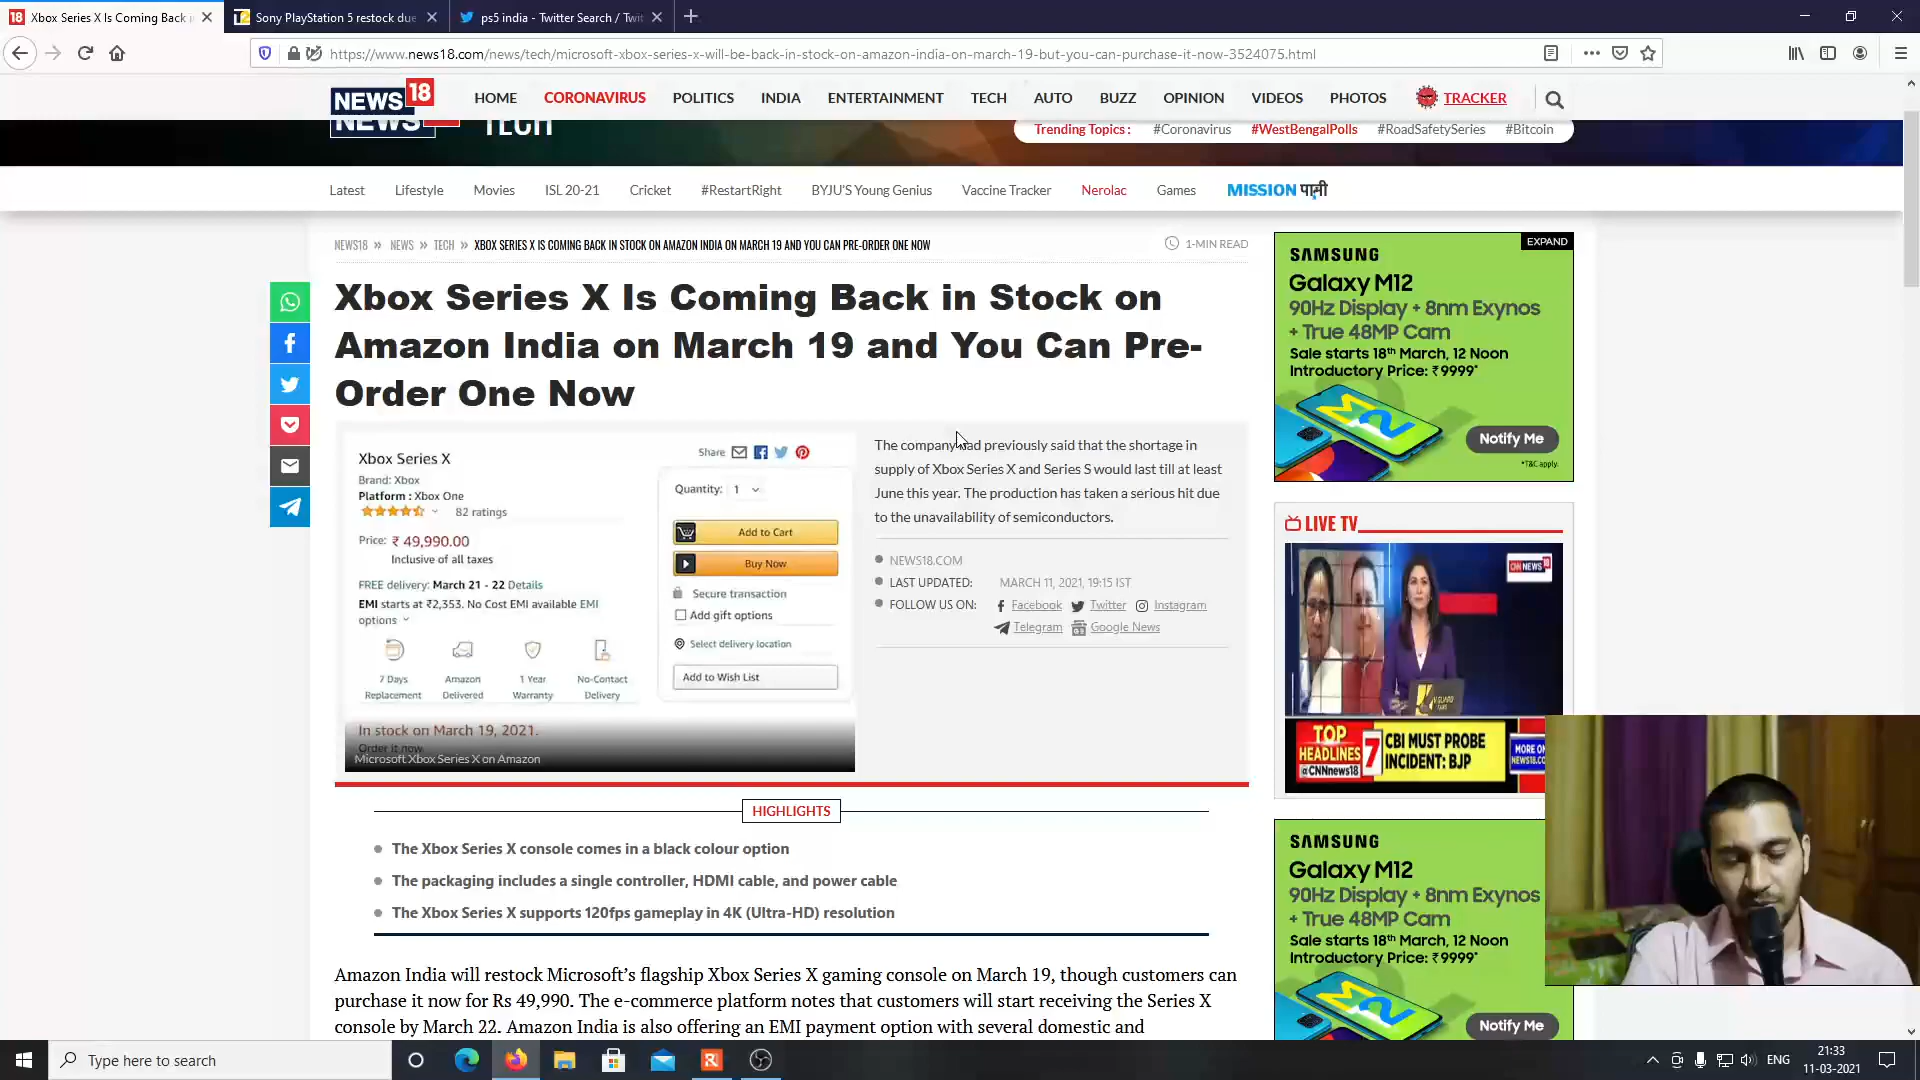 Xbox Series X Is Coming Back i
Sony PlayStation 5 restock due
ps5 india - Twitter Search / Twit
https://www.news18.com/news/tech/microsoft-xbox-series-x-will-be-back-in-stock-on-amazon-india-on-march-19-but-you-can-purchase-it-now-3524075.html
NEWS 18
HOME CORONAVIRUS POLITICS INDIA ENTERTAINMENT TECH AUTO BUZZ OPINION VIDEOS PHOTOS TRACKER
NEWS TECH
Trending Topics : #Coronavirus #WestBengalPolls #RoadSafetySeries #Bitcoin
Latest Lifestyle Movies ISL 20-21 Cricket #RestartRight BYJU'S Young Genius Vaccine Tracker Nerolac Games MISSION पानी
NEWS18 » NEWS » TECH » XBOX SERIES X IS COMING BACK IN STOCK ON AMAZON INDIA ON MARCH 19 AND YOU CAN PRE-ORDER ONE NOW
1-MIN READ
Xbox Series X Is Coming Back in Stock on
Amazon India on March 19 and You Can Pre-
Order One Now
Xbox Series X
Brand: Xbox
Platform : Xbox One
82 ratings
Price: ₹ 49,990.00
Inclusive of all taxes
FREE delivery: March 21 - 22 Details
EMI starts at ₹2,353. No Cost EMI available EMI
options
7 Days
Replacement
Amazon
Delivered
1 Year
Warranty
No-Contact
Delivery
In stock on March 19, 2021.
Order it now.
Microsoft Xbox Series X on Amazon
Share
Quantity: 1
Add to Cart
Buy Now
Secure transaction
Add gift options
Select delivery location
Add to Wish List
The company had previously said that the shortage in
supply of Xbox Series X and Series S would last till at least
June this year. The production has taken a serious hit due
to the unavailability of semiconductors.
NEWS18.COM
LAST UPDATED: MARCH 11, 2021, 19:15 IST
FOLLOW US ON: Facebook Twitter Instagram
Telegram Google News
HIGHLIGHTS
The Xbox Series X console comes in a black colour option
The packaging includes a single controller, HDMI cable, and power cable
The Xbox Series X supports 120fps gameplay in 4K (Ultra-HD) resolution
Amazon India will restock Microsoft's flagship Xbox Series X gaming console on March 19, though customers can
purchase it now for Rs 49,990. The e-commerce platform notes that customers will start receiving the Series X
console by March 22. Amazon India is also offering an EMI payment option with several domestic and
EXPAND
SAMSUNG
Galaxy M12
90Hz Display + 8nm Exynos
+ True 48MP Cam
Sale starts 18th March, 12 Noon
Introductory Price: ₹9999*
Notify Me
*T&C apply.
LIVE TV
CNN NEWS18
TOP
HEADLINES
@CNNnews18
7
CBI MUST PROBE
INCIDENT: BJP
MORE ON
NEWS18.CO
SAMSUNG
Galaxy M12
90Hz Display + 8nm Exynos
+ True 48MP Cam
Sale starts 18th March, 12 Noon
Introductory Price: ₹9999*
Notify Me
Type here to search
ENG
21:33
11-03-2021